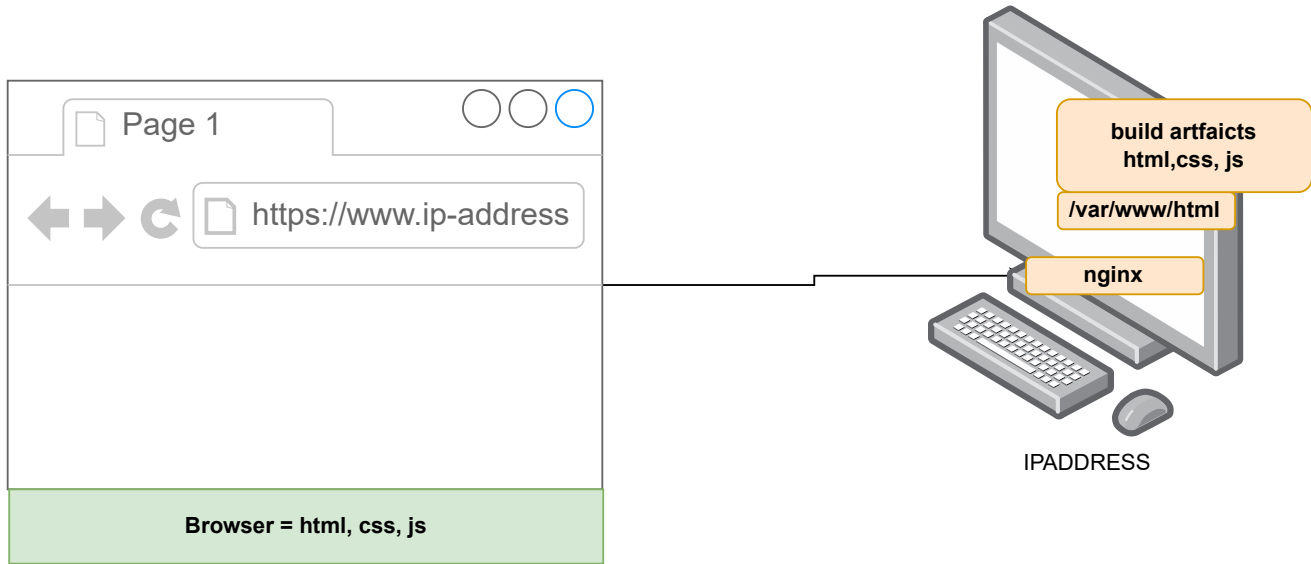 Page 1
https://www.ip-address
Browser = html, css, js
build artfaicts
html,css, js
/var/www/html
nginx
IPADDRESS